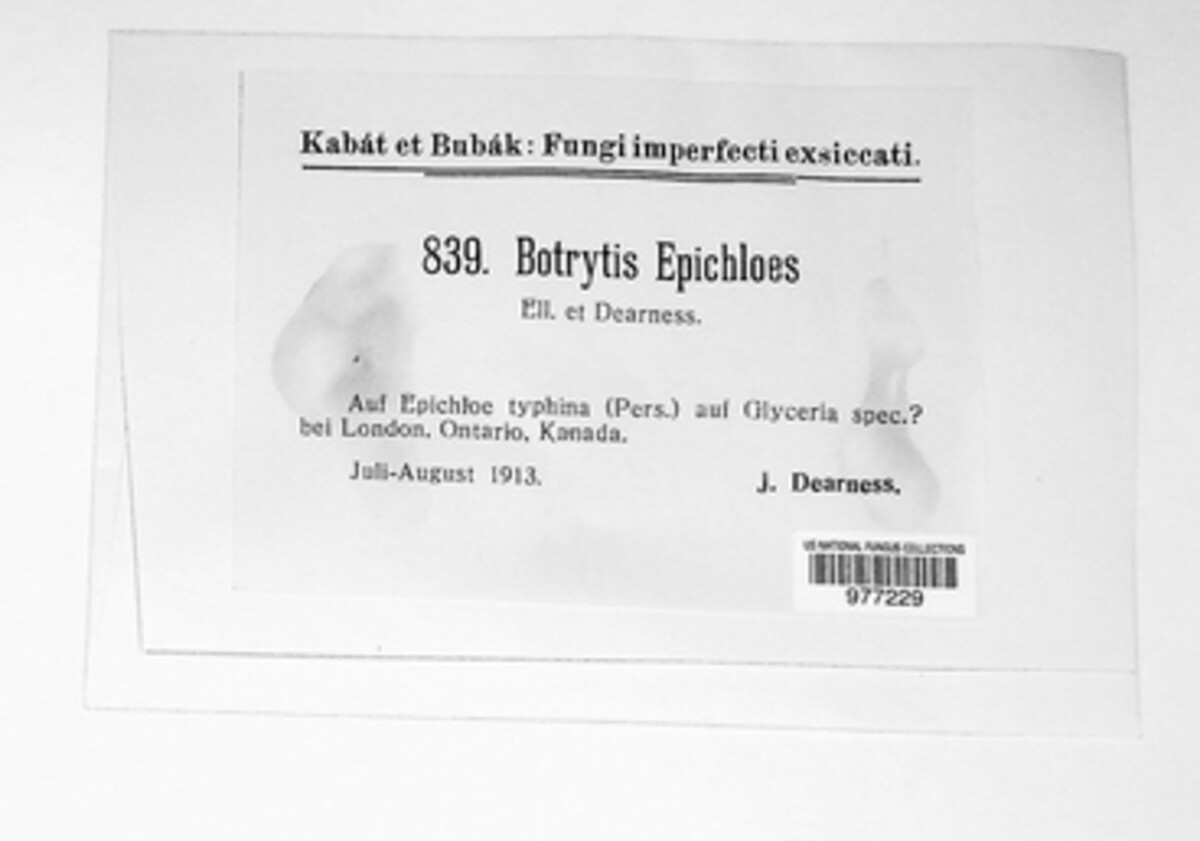 Kabát et Bubák: Fungi imperfecti exsiccati.
839. Botrytis Epichloes
Ell. et Dearness.
Auf Epichloe typhina (Pers.) auf Glyceria spec.?
bei London, Ontario, Kanada.
Juli-August 1913.
J. Dearness.
US NATIONAL FUNGUS COLLECTIONS
977229